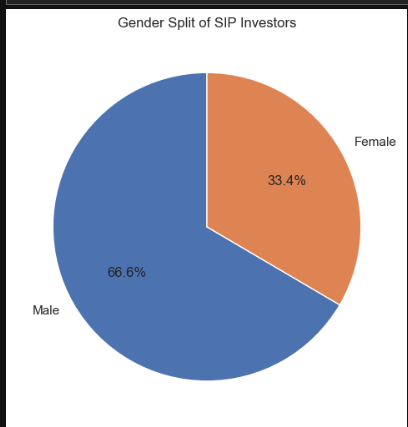 Gender Split of SIP Investors
Female
33.4%
66.6%
Male